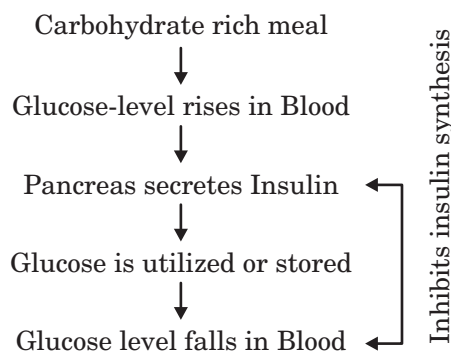 Carbohydrate rich meal
Glucose-level rises in Blood
Pancreas secretes Insulin
Glucose is utilized or stored
Glucose level falls in Blood
Inhibits insulin synthesis